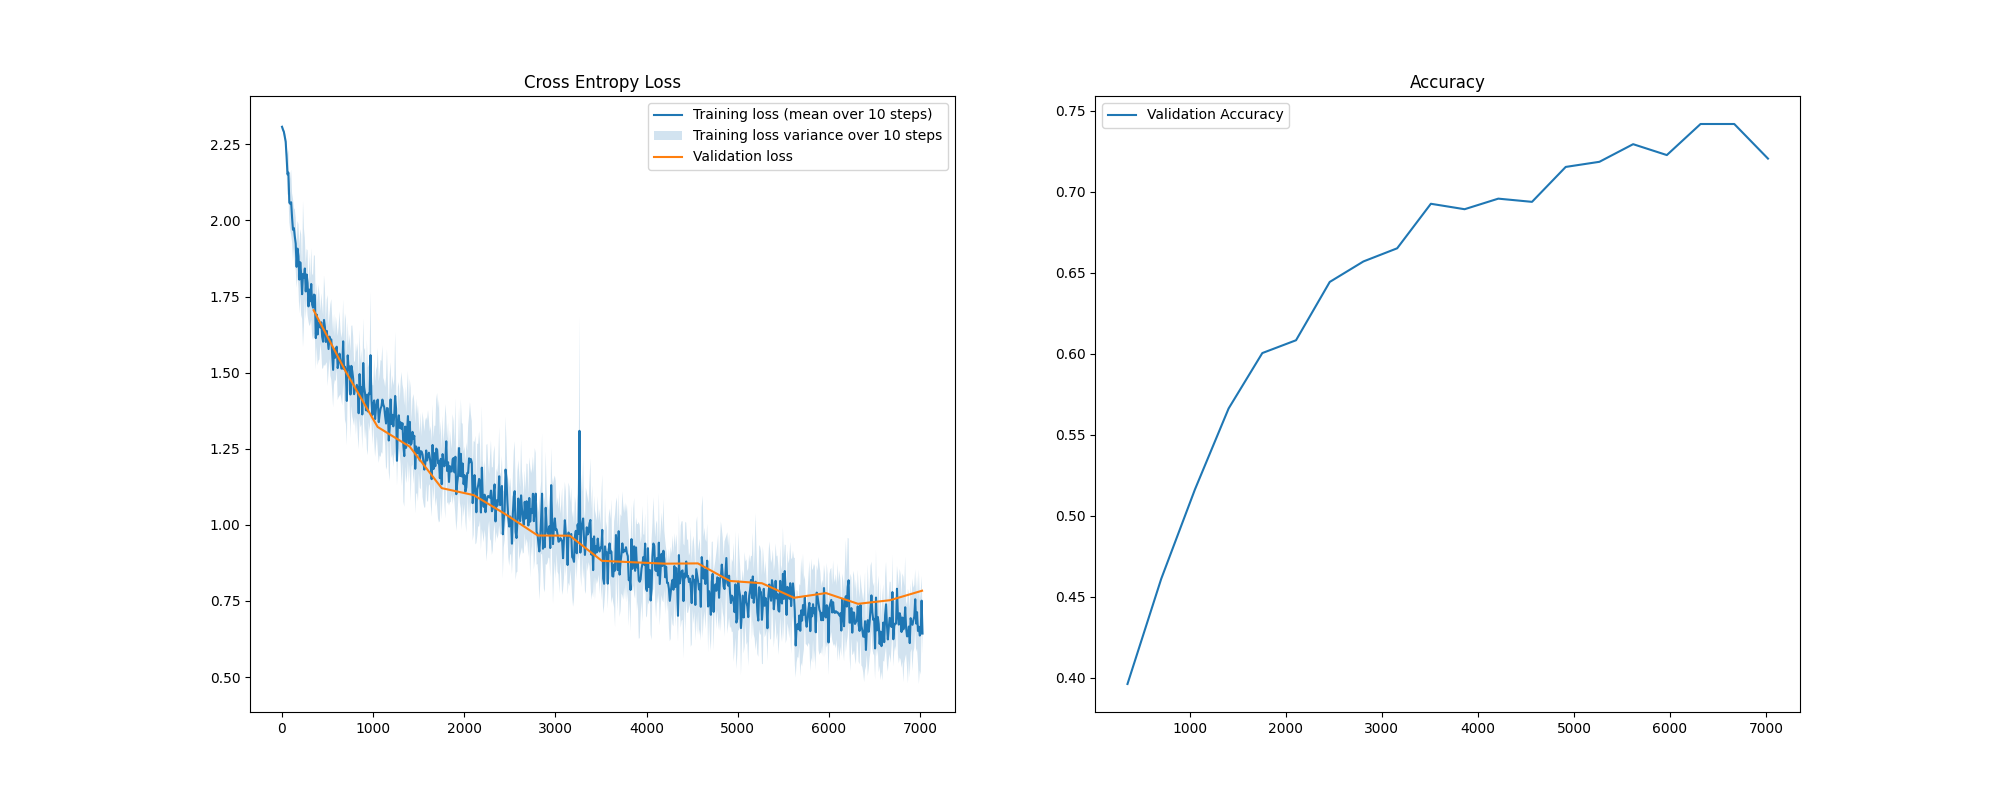 Cross Entropy Loss
Training loss (mean over 10 steps)
Training loss variance over 10 steps
Validation loss
2.25
2.00
1.75
1.50
1.25
1.00
0.75
0.50
0 1000 2000 3000 4000 5000 6000 7000
Accuracy
Validation Accuracy
0.75
0.70
0.65
0.60
0.55
0.50
0.45
0.40
1000 2000 3000 4000 5000 6000 7000